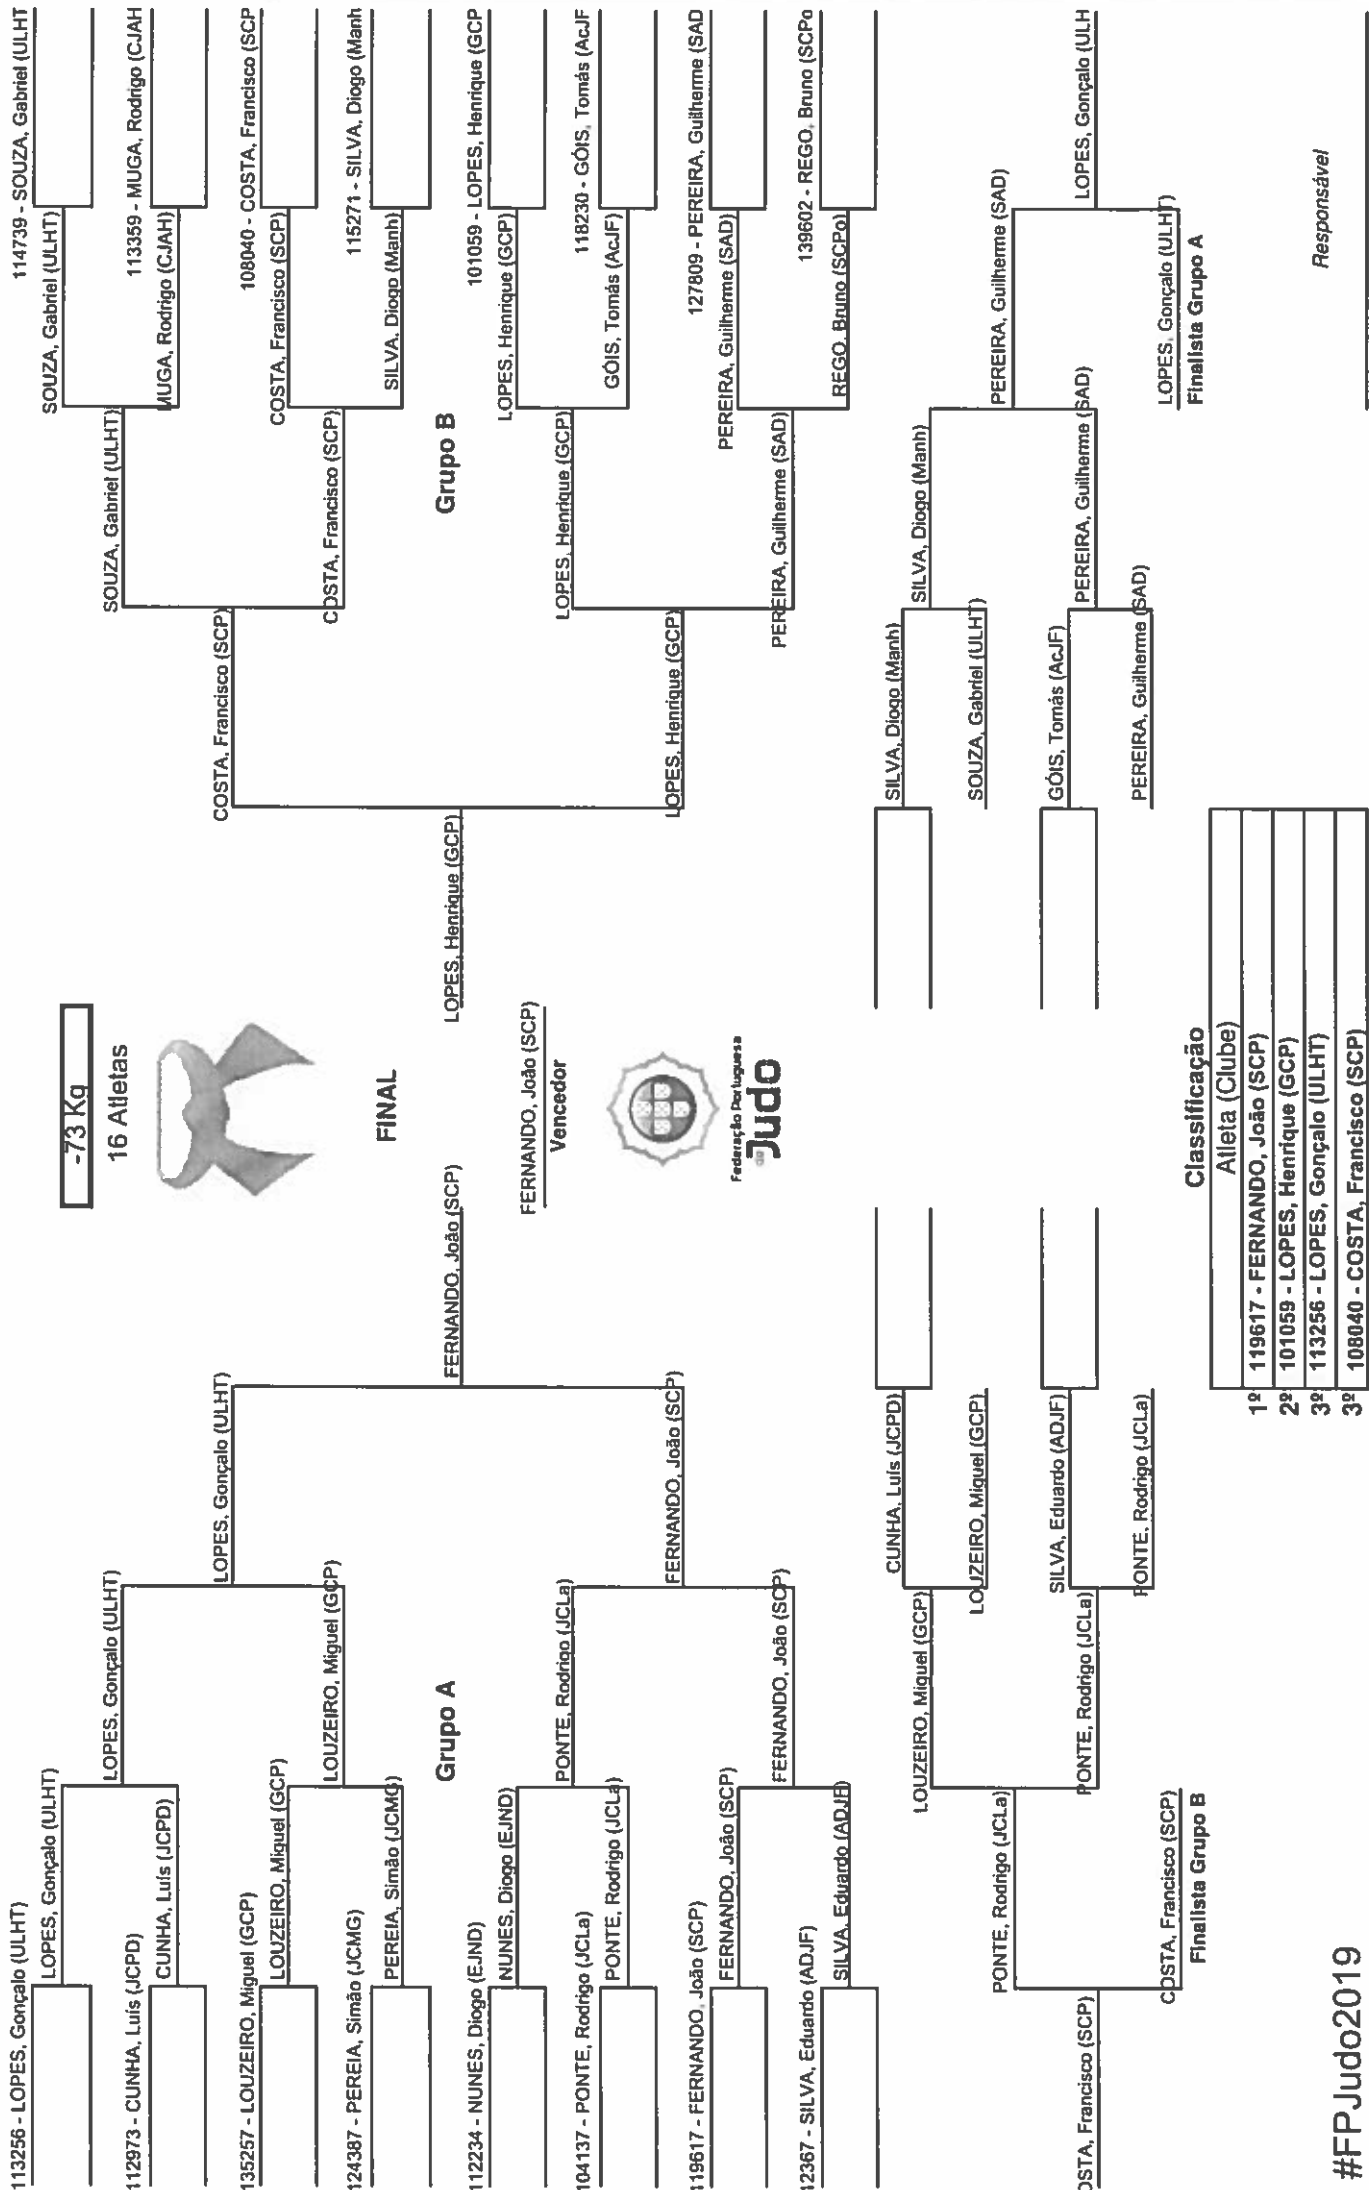 -73 Kg
16 Atletas
FINAL
FERNANDO, João (SCP)
Vencedor
Federação Portuguesa
de Judo
113256 - LOPES, Gonçalo (ULHT)
LOPES, Gonçalo (ULHT)
112973 - CUNHA, Luís (JCPD)
CUNHA, Luís (JCPD)
LOPES, Gonçalo (ULHT)
135257 - LOUZEIRO, Miguel (GCP)
LOUZEIRO, Miguel (GCP)
124387 - PEREIA, Simão (JCMG)
PEREIA, Simão (JCMG)
LOUZEIRO, Miguel (GCP)
LOPES, Gonçalo (ULHT)
Grupo A
112234 - NUNES, Diogo (EJND)
NUNES, Diogo (EJND)
104137 - PONTE, Rodrigo (JCLa)
PONTE, Rodrigo (JCLa)
PONTE, Rodrigo (JCLa)
119617 - FERNANDO, João (SCP)
FERNANDO, João (SCP)
12367 - SILVA, Eduardo (ADJF)
SILVA, Eduardo (ADJF)
FERNANDO, João (SCP)
FERNANDO, João (SCP)
FERNANDO, João (SCP)
114739 - SOUZA, Gabriel (ULHT
SOUZA, Gabriel (ULHT)
113359 - MUGA, Rodrigo (CJAH
MUGA, Rodrigo (CJAH)
SOUZA, Gabriel (ULHT)
108040 - COSTA, Francisco (SCP
COSTA, Francisco (SCP)
115271 - SILVA, Diogo (Manh
SILVA, Diogo (Manh)
COSTA, Francisco (SCP)
COSTA, Francisco (SCP)
Grupo B
101059 - LOPES, Henrique (GCP
LOPES, Henrique (GCP)
118230 - GÓIS, Tomás (AcJF
GÓIS, Tomás (AcJF)
LOPES, Henrique (GCP)
127809 - PEREIRA, Guilherme (SAD
PEREIRA, Guilherme (SAD)
139602 - REGO, Bruno (SCPo
REGO, Bruno (SCPo)
PEREIRA, Guilherme (SAD)
LOPES, Henrique (GCP)
LOPES, Henrique (GCP)
CUNHA, Luís (JCPD)
LOUZEIRO, Miguel (GCP)
LOUZEIRO, Miguel (GCP)
SILVA, Eduardo (ADJF)
PONTE, Rodrigo (JCLa)
PONTE, Rodrigo (JCLa)
PONTE, Rodrigo (JCLa)
OSTA, Francisco (SCP)
COSTA, Francisco (SCP)
Finalista Grupo B
SILVA, Diogo (Manh)
SOUZA, Gabriel (ULHT)
SILVA, Diogo (Manh)
GÓIS, Tomás (AcJF)
PEREIRA, Guilherme (SAD)
PEREIRA, Guilherme (SAD)
PEREIRA, Guilherme (SAD)
LOPES, Gonçalo (ULH
LOPES, Gonçalo (ULHT)
Finalista Grupo A
Classificação
Atleta (Clube)
1º 119617 - FERNANDO, João (SCP)
2º 101059 - LOPES, Henrique (GCP)
3º 113256 - LOPES, Gonçalo (ULHT)
3º 108040 - COSTA, Francisco (SCP)
Responsável
#FPJudo2019